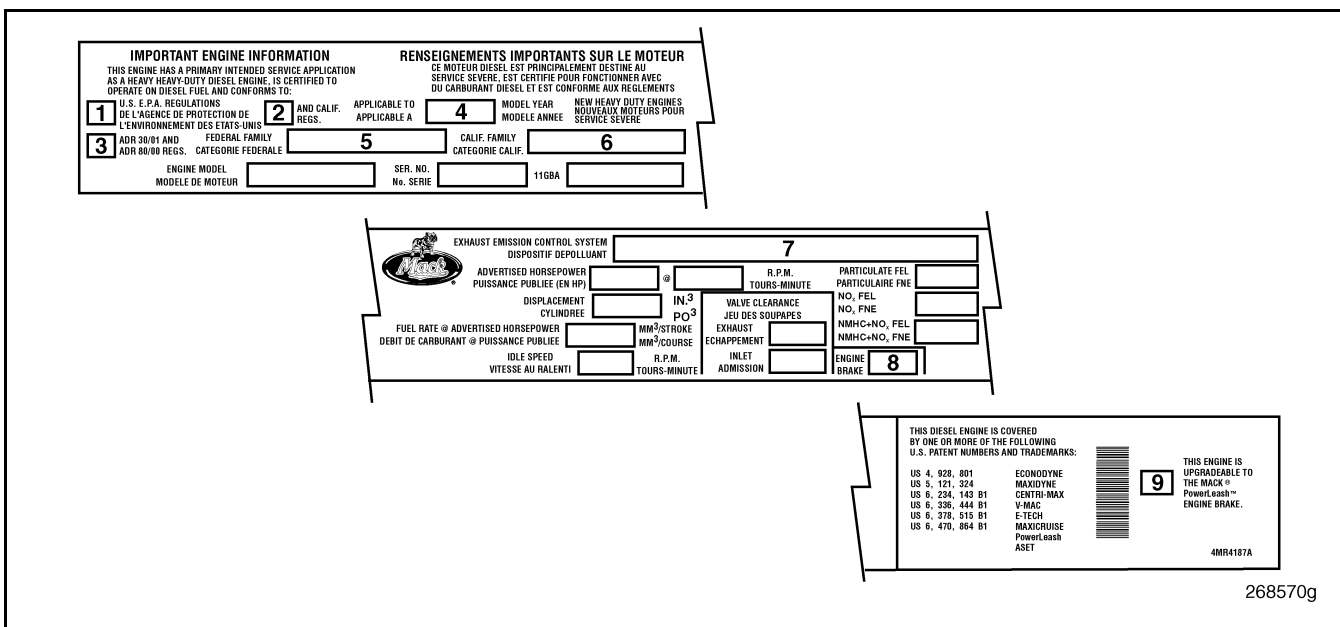 IMPORTANT ENGINE INFORMATION
THIS ENGINE HAS A PRIMARY INTENDED SERVICE APPLICATION
AS A HEAVY HEAVY-DUTY DIESEL ENGINE, IS CERTIFIED TO
OPERATE ON DIESEL FUEL AND CONFORMS TO:
RENSEIGNEMENTS IMPORTANTS SUR LE MOTEUR
CE MOTEUR DIESEL EST PRINCIPALEMENT DESTINE AU
SERVICE SEVERE, EST CERTIFIE POUR FONCTIONNER AVEC
DU CARBURANT DIESEL ET EST CONFORME AUX REGLEMENTS
1
U.S. E.P.A. REGULATIONS
DE L'AGENCE DE PROTECTION DE
L'ENVIRONNEMENT DES ETATS-UNIS
2
AND CALIF.
REGS.
APPLICABLE TO
APPLICABLE A
4
MODEL YEAR
MODELE ANNEE
NEW HEAVY DUTY ENGINES
NOUVEAUX MOTEURS POUR
SERVICE SEVERE
3
ADR 30/01 AND
ADR 80/00 REGS.
FEDERAL FAMILY
CATEGORIE FEDERALE
5
CALIF. FAMILY
CATEGORIE CALIF.
6
ENGINE MODEL
MODELE DE MOTEUR
SER. NO.
No. SERIE
11GBA
Mack ®
EXHAUST EMISSION CONTROL SYSTEM
DISPOSITIF DEPOLLUANT
7
ADVERTISED HORSEPOWER
PUISSANCE PUBLIEE (EN HP)
@
R.P.M.
TOURS-MINUTE
PARTICULATE FEL
PARTICULAIRE FNE
DISPLACEMENT
CYLINDREE
IN.³
PO³
VALVE CLEARANCE
JEU DES SOUPAPES
NOₓ FEL
NOₓ FNE
FUEL RATE @ ADVERTISED HORSEPOWER
DEBIT DE CARBURANT @ PUISSANCE PUBLIEE
MM³/STROKE
MM³/COURSE
EXHAUST
ECHAPPEMENT
NMHC+NOₓ FEL
NMHC+NOₓ FNE
IDLE SPEED
VITESSE AU RALENTI
R.P.M.
TOURS-MINUTE
INLET
ADMISSION
ENGINE
BRAKE
8
THIS DIESEL ENGINE IS COVERED
BY ONE OR MORE OF THE FOLLOWING
U.S. PATENT NUMBERS AND TRADEMARKS:
US 4, 928, 801
US 5, 121, 324
US 6, 234, 143 B1
US 6, 336, 444 B1
US 6, 378, 515 B1
US 6, 470, 864 B1
ECONODYNE
MAXIDYNE
CENTRI-MAX
V-MAC
E-TECH
MAXICRUISE
PowerLeash
ASET
9
THIS ENGINE IS
UPGRADEABLE TO
THE MACK ®
PowerLeash™
ENGINE BRAKE.
4MR4187A
268570g